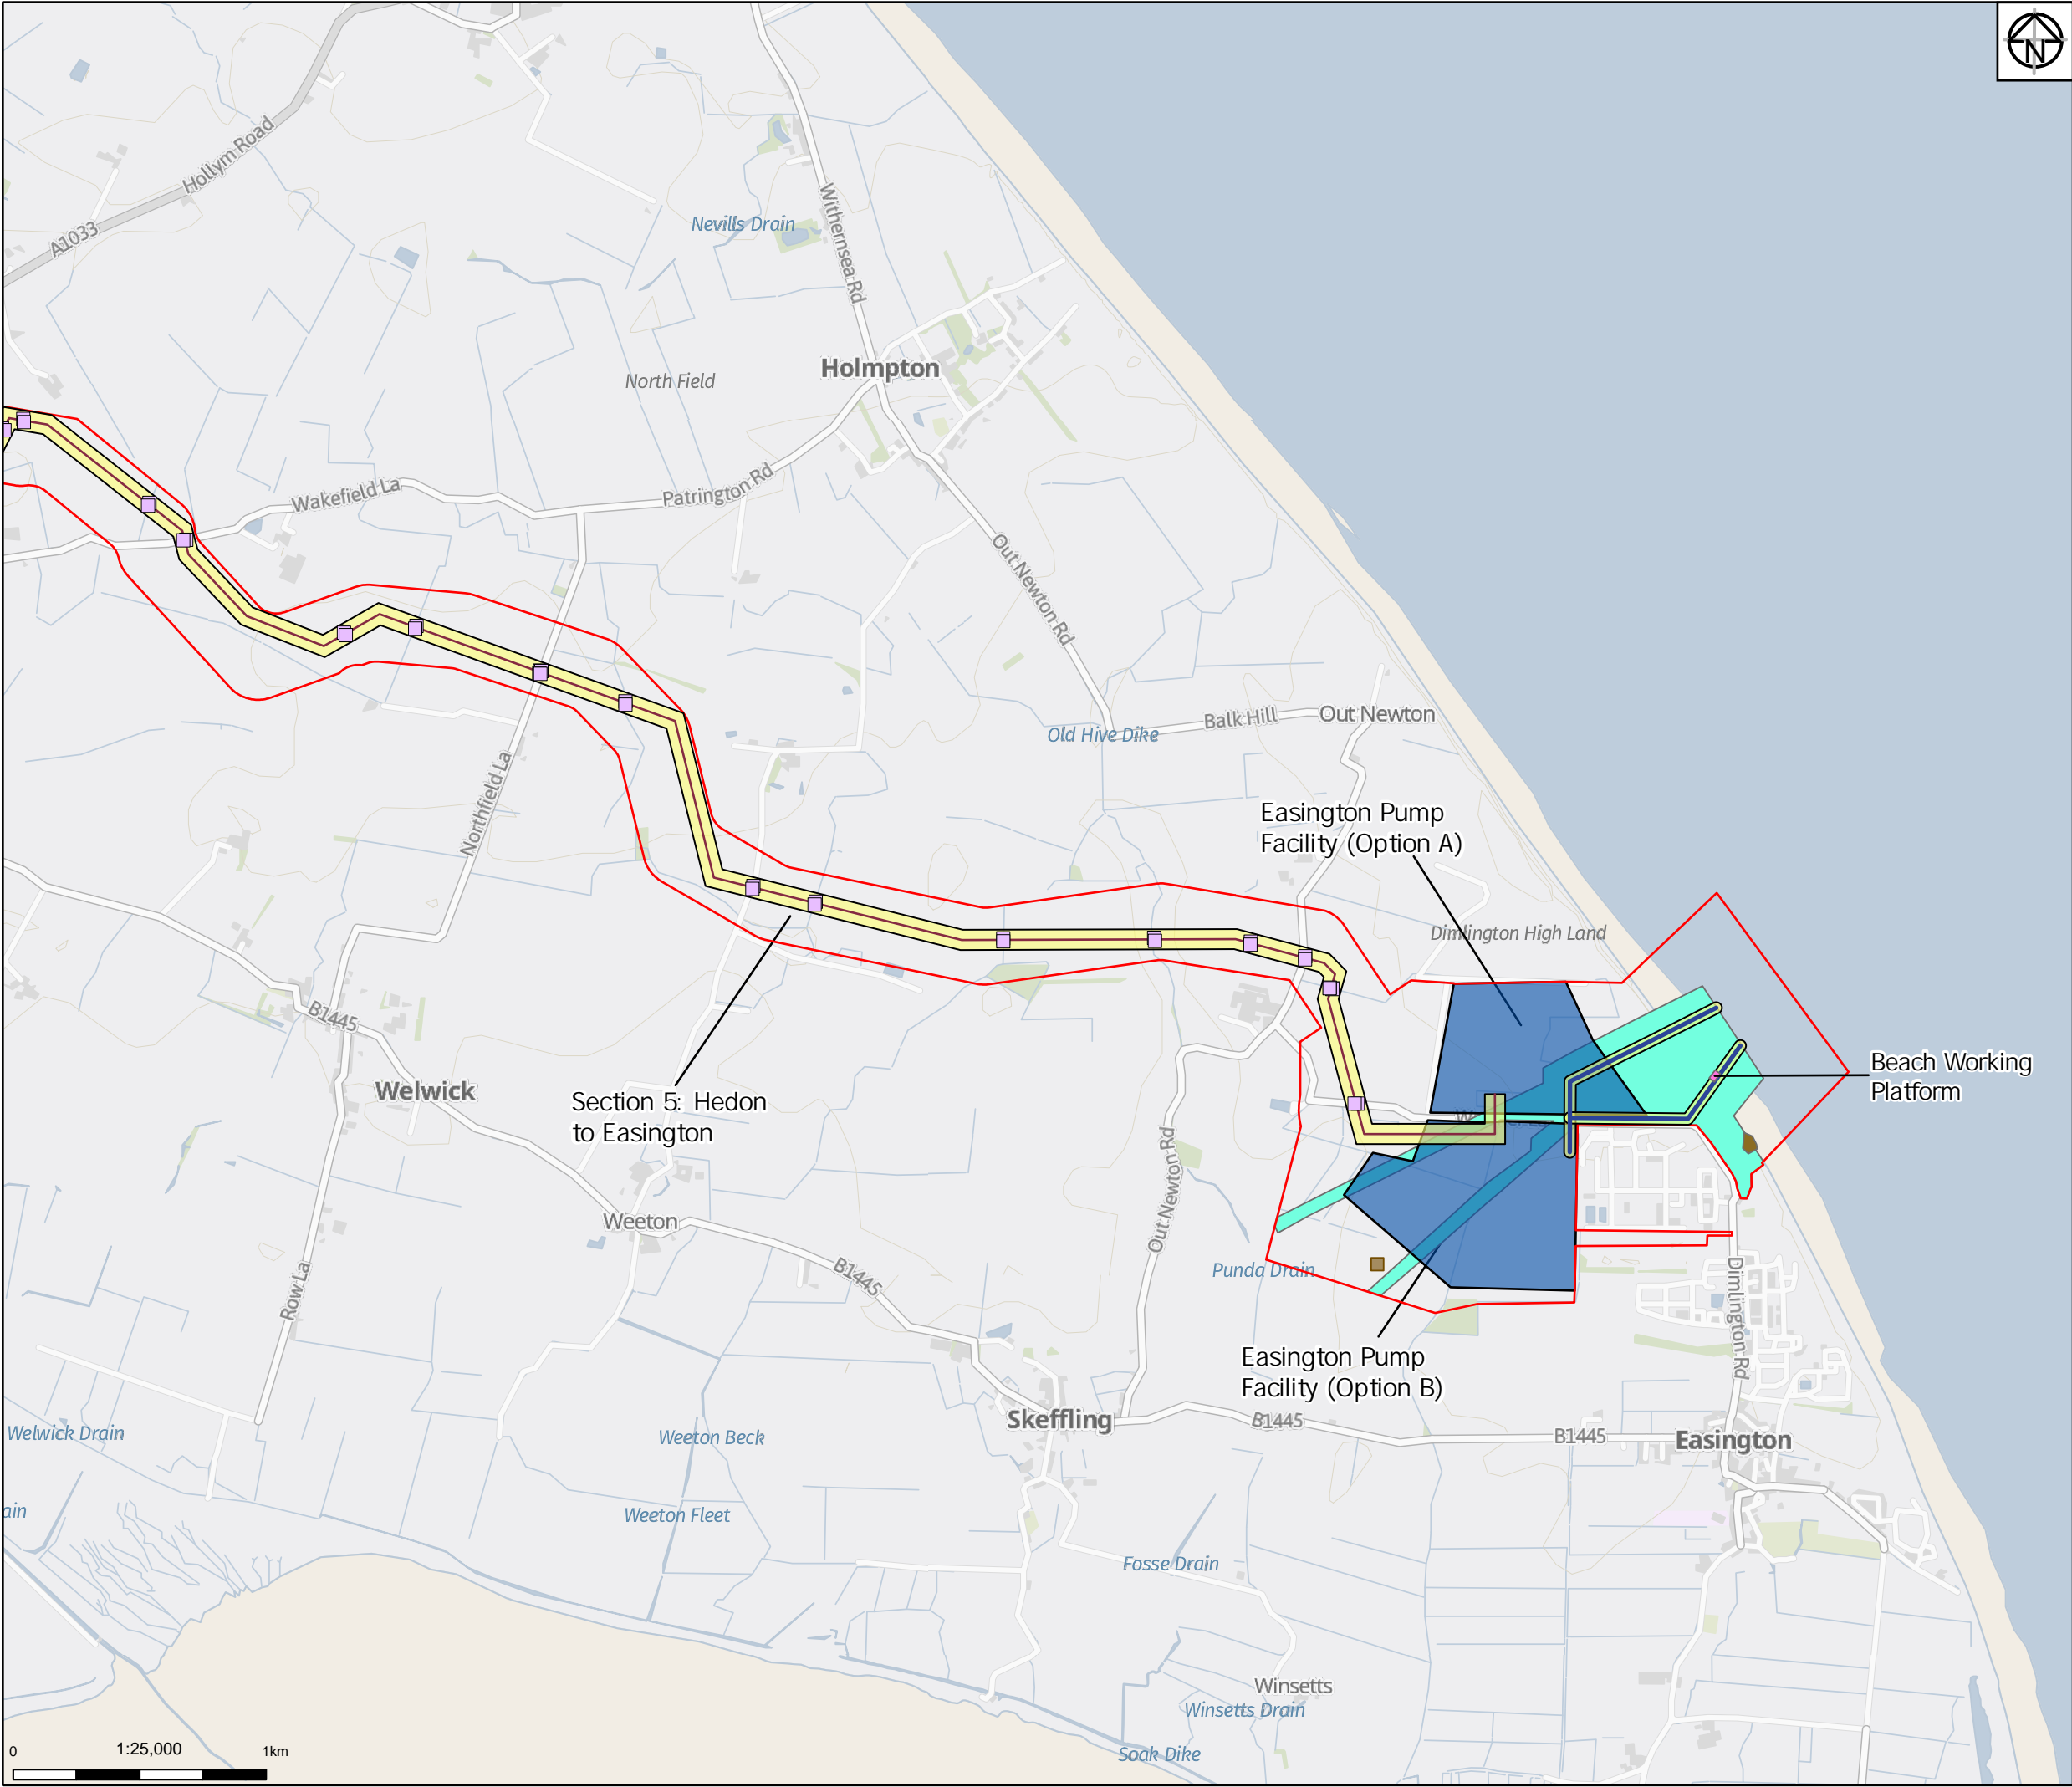 N
Hollym Road
A1033
Nevills Drain
Withernsea Rd
North Field
Holmpton
Wakefield La
Patrington Rd
Out Newton Rd
Old Hive Dike
Balk Hill
Out Newton
Northfield La
Easington Pump
Facility (Option A)
Dimlington High Land
B1445
Welwick
Section 5: Hedon
to Easington
Beach Working
Platform
Weeton
Out Newton Rd
Punda Drain
Row La
B1445
Dimlington Rd
Easington Pump
Facility (Option B)
Skeffling
B1445
B1445
Easington
Welwick Drain
Weeton Beck
ain
Weeton Fleet
Fosse Drain
Winsetts
Winsetts Drain
Soak Dike
0 1:25,000 1km